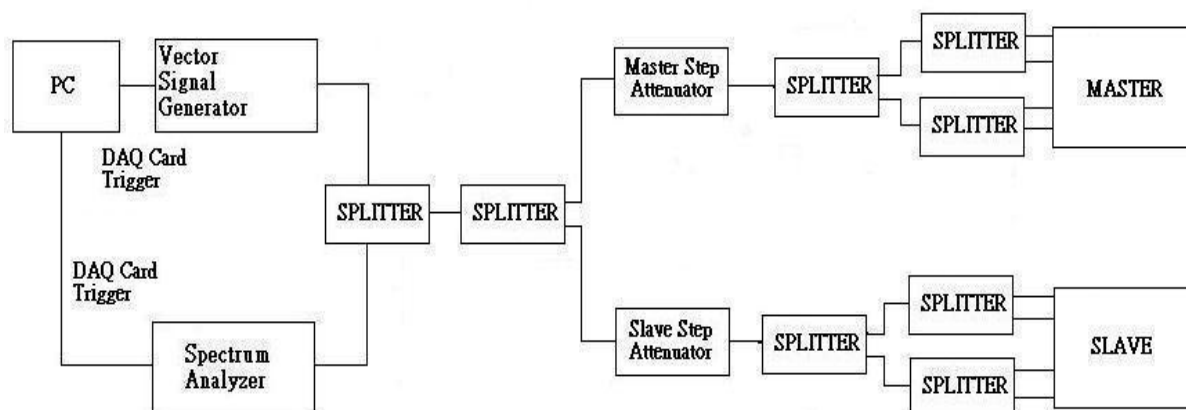 PC
Vector
Signal
Generator
DAQ Card
Trigger
DAQ Card
Trigger
Spectrum
Analyzer
SPLITTER
SPLITTER
Master Step
Attenuator
SPLITTER
SPLITTER
SPLITTER
MASTER
Slave Step
Attenuator
SPLITTER
SPLITTER
SPLITTER
SLAVE